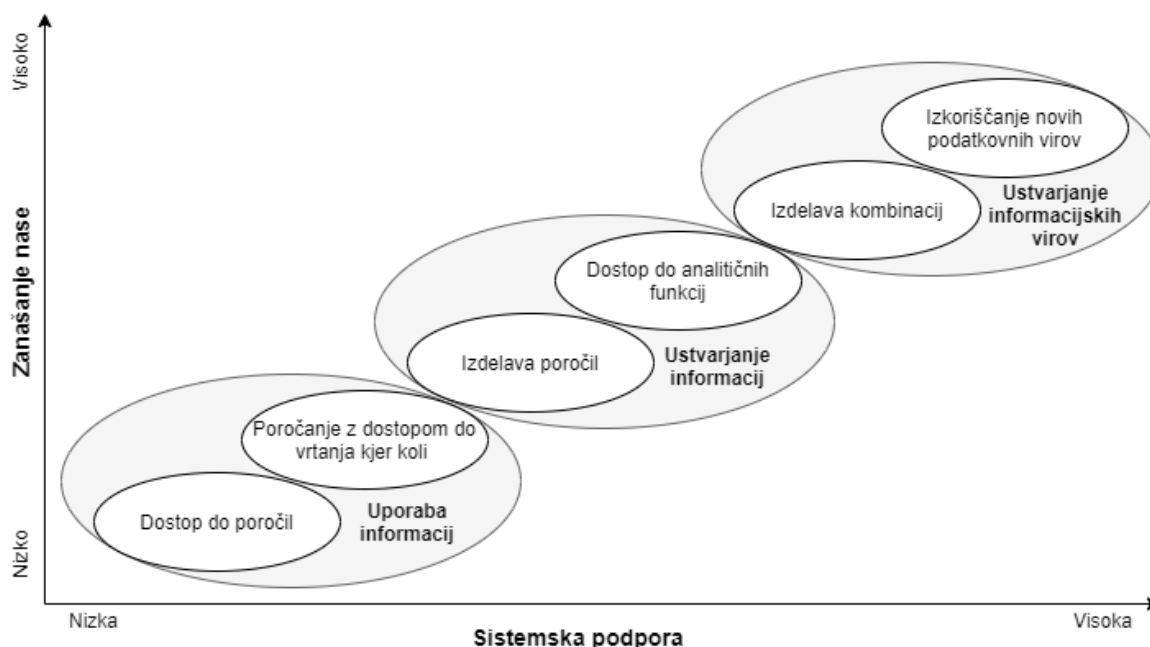 Visoko
Izkoriščanje novih
podatkovnih virov
Izdelava kombinacij
Ustvarjanje
informacijskih
virov
Zanašanje nase
Dostop do analitičnih
funkcij
Izdelava poročil
Ustvarjanje
informacij
Poročanje z dostopom do
vrtanja kjer koli
Dostop do poročil
Uporaba
informacij
Nizko
Nizka
Sistemska podpora
Visoka